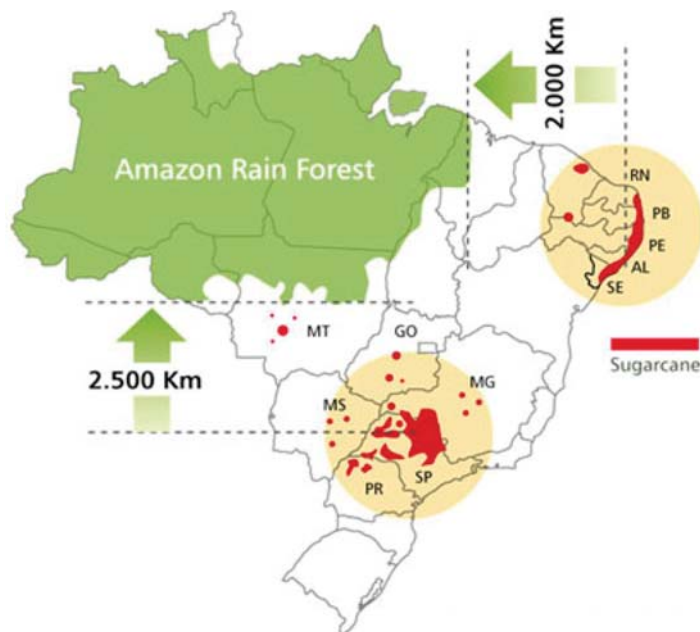 2.000 Km
Amazon Rain Forest
RN
PB
PE
AL
SE
MT
GO
2.500 Km
MG
Sugarcane
MS
SP
PR